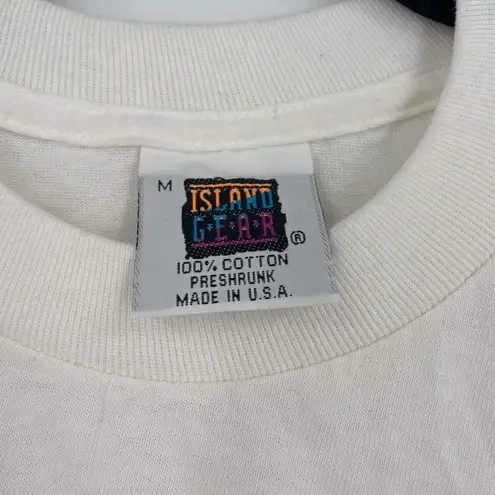 M
ISLAND
G·E·A·R ®
100% COTTON
PRESHRUNK
MADE IN U.S.A.